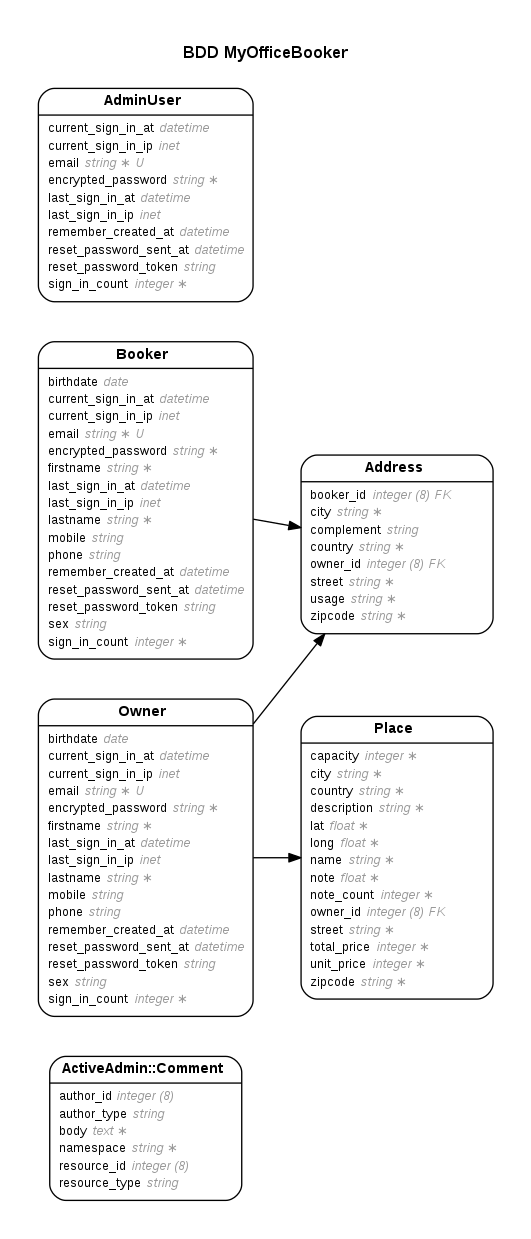 BDD MyOfficeBooker
AdminUser
current_sign_in_at datetime
current_sign_in_ip inet
email string ∗ U
encrypted_password string ∗
last_sign_in_at datetime
last_sign_in_ip inet
remember_created_at datetime
reset_password_sent_at datetime
reset_password_token string
sign_in_count integer ∗
Booker
birthdate date
current_sign_in_at datetime
current_sign_in_ip inet
email string ∗ U
encrypted_password string ∗
firstname string ∗
last_sign_in_at datetime
last_sign_in_ip inet
lastname string ∗
mobile string
phone string
remember_created_at datetime
reset_password_sent_at datetime
reset_password_token string
sex string
sign_in_count integer ∗
Address
booker_id integer (8) FK
city string ∗
complement string
country string ∗
owner_id integer (8) FK
street string ∗
usage string ∗
zipcode string ∗
Owner
birthdate date
current_sign_in_at datetime
current_sign_in_ip inet
email string ∗ U
encrypted_password string ∗
firstname string ∗
last_sign_in_at datetime
last_sign_in_ip inet
lastname string ∗
mobile string
phone string
remember_created_at datetime
reset_password_sent_at datetime
reset_password_token string
sex string
sign_in_count integer ∗
Place
capacity integer ∗
city string ∗
country string ∗
description string ∗
lat float ∗
long float ∗
name string ∗
note float ∗
note_count integer ∗
owner_id integer (8) FK
street string ∗
total_price integer ∗
unit_price integer ∗
zipcode string ∗
ActiveAdmin::Comment
author_id integer (8)
author_type string
body text ∗
namespace string ∗
resource_id integer (8)
resource_type string